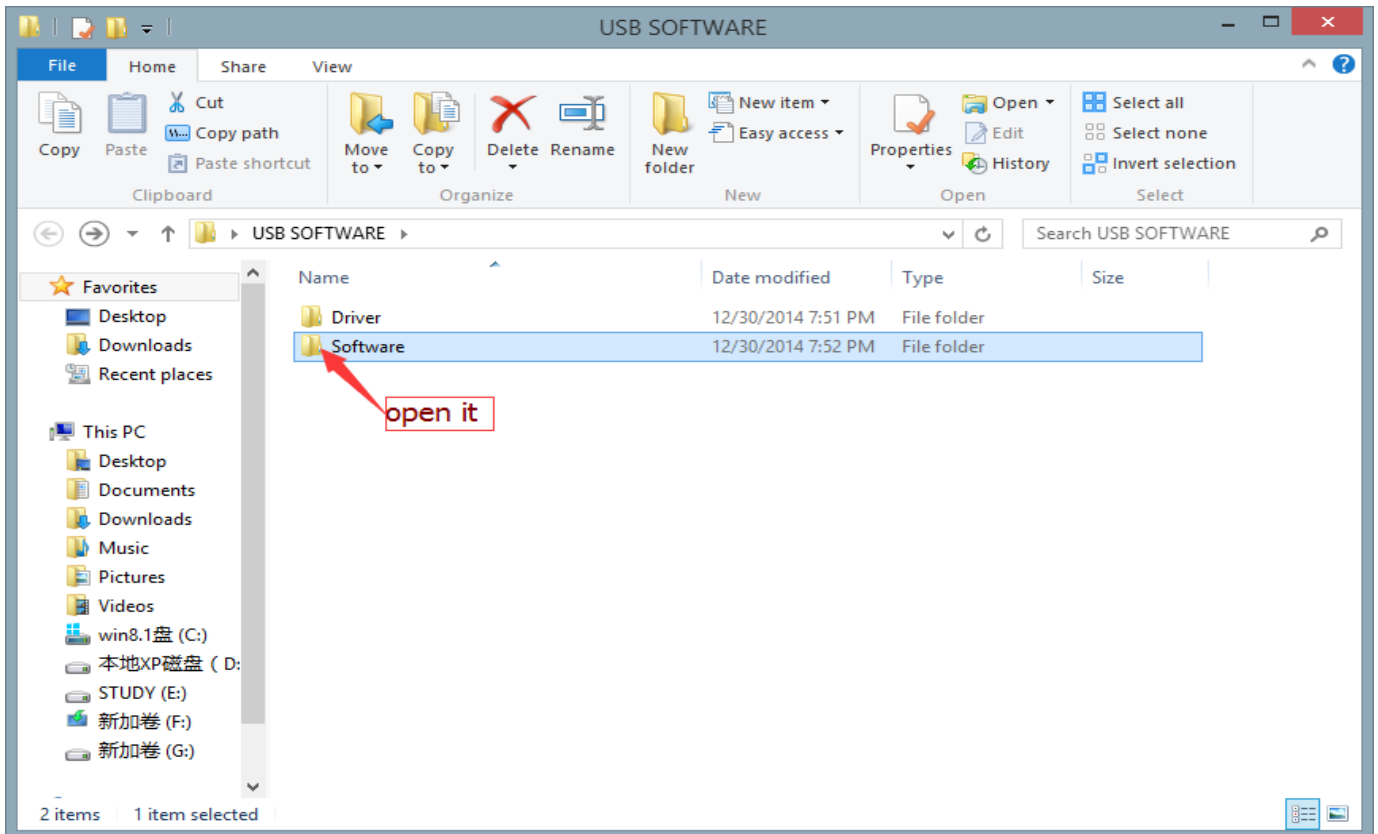 USB SOFTWARE
File Home Share View
Copy
Paste
Cut
Copy path
Paste shortcut
Clipboard
Move to
Copy to
Delete
Rename
Organize
New folder
New item
Easy access
New
Properties
Open
Edit
History
Open
Select all
Select none
Invert selection
Select
USB SOFTWARE
Search USB SOFTWARE
Favorites
Desktop
Downloads
Recent places
This PC
Desktop
Documents
Downloads
Music
Pictures
Videos
win8.1盘 (C:)
本地XP磁盘（D:
STUDY (E:)
新加卷 (F:)
新加卷 (G:)
Name Date modified Type Size
Driver 12/30/2014 7:51 PM File folder
Software 12/30/2014 7:52 PM File folder
open it
2 items 1 item selected